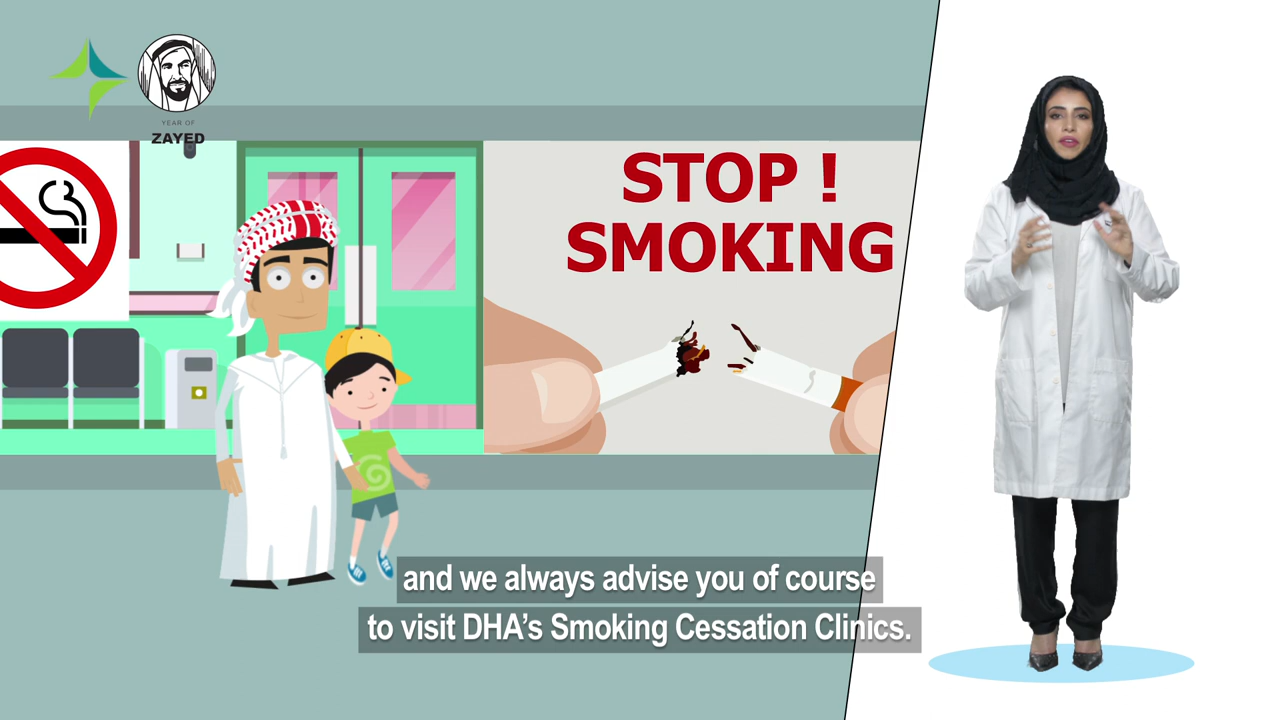 YEAR OF
ZAYED
STOP !
SMOKING
and we always advise you of course
to visit DHA’s Smoking Cessation Clinics.